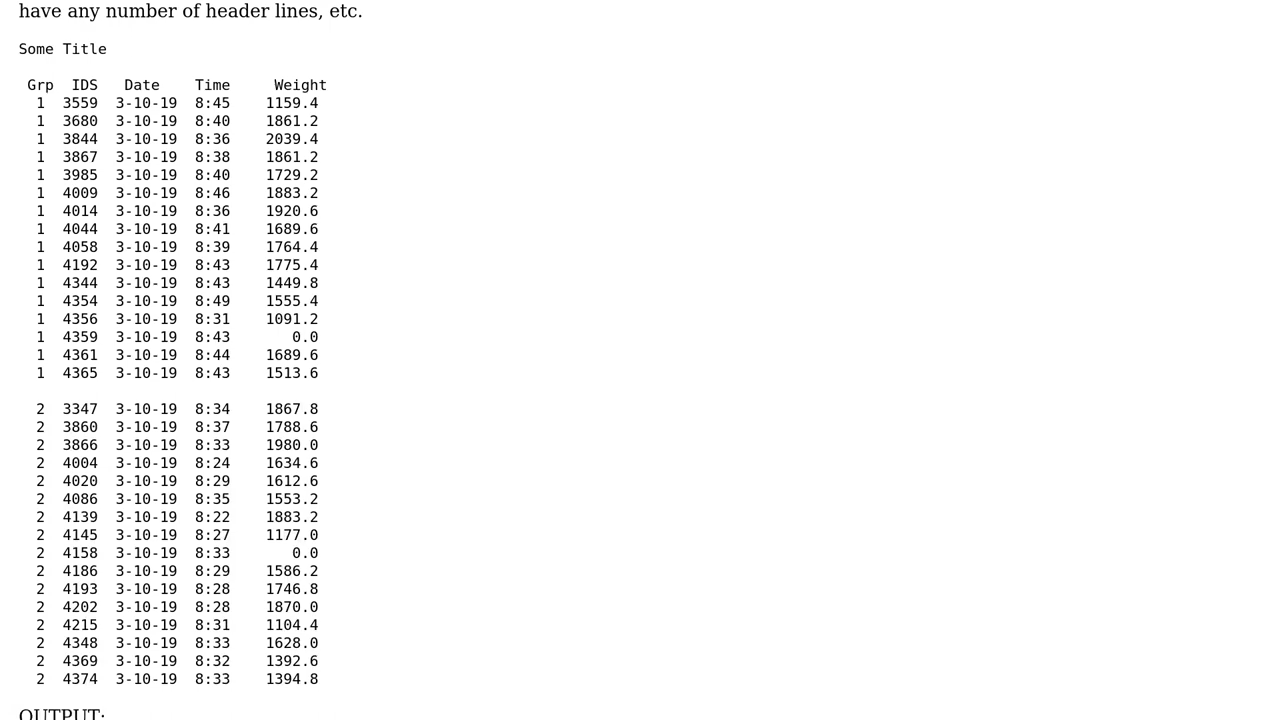 have any number of header lines, etc.
Some Title
Grp IDS Date Time Weight
1 3559 3-10-19 8:45 1159.4
1 3680 3-10-19 8:40 1861.2
1 3844 3-10-19 8:36 2039.4
1 3867 3-10-19 8:38 1861.2
1 3985 3-10-19 8:40 1729.2
1 4009 3-10-19 8:46 1883.2
1 4014 3-10-19 8:36 1920.6
1 4044 3-10-19 8:41 1689.6
1 4058 3-10-19 8:39 1764.4
1 4192 3-10-19 8:43 1775.4
1 4344 3-10-19 8:43 1449.8
1 4354 3-10-19 8:49 1555.4
1 4356 3-10-19 8:31 1091.2
1 4359 3-10-19 8:43 0.0
1 4361 3-10-19 8:44 1689.6
1 4365 3-10-19 8:43 1513.6
2 3347 3-10-19 8:34 1867.8
2 3860 3-10-19 8:37 1788.6
2 3866 3-10-19 8:33 1980.0
2 4004 3-10-19 8:24 1634.6
2 4020 3-10-19 8:29 1612.6
2 4086 3-10-19 8:35 1553.2
2 4139 3-10-19 8:22 1883.2
2 4145 3-10-19 8:27 1177.0
2 4158 3-10-19 8:33 0.0
2 4186 3-10-19 8:29 1586.2
2 4193 3-10-19 8:28 1746.8
2 4202 3-10-19 8:28 1870.0
2 4215 3-10-19 8:31 1104.4
2 4348 3-10-19 8:33 1628.0
2 4369 3-10-19 8:32 1392.6
2 4374 3-10-19 8:33 1394.8
OUTPUT: